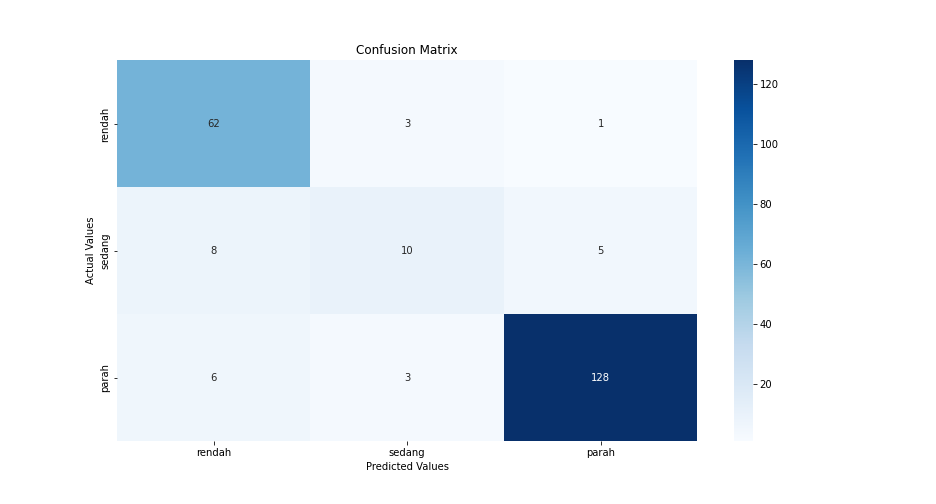 Confusion Matrix
Actual Values
rendah
62
3
1
sedang
8
10
5
parah
6
3
128
rendah
sedang
parah
Predicted Values
120
100
80
60
40
20